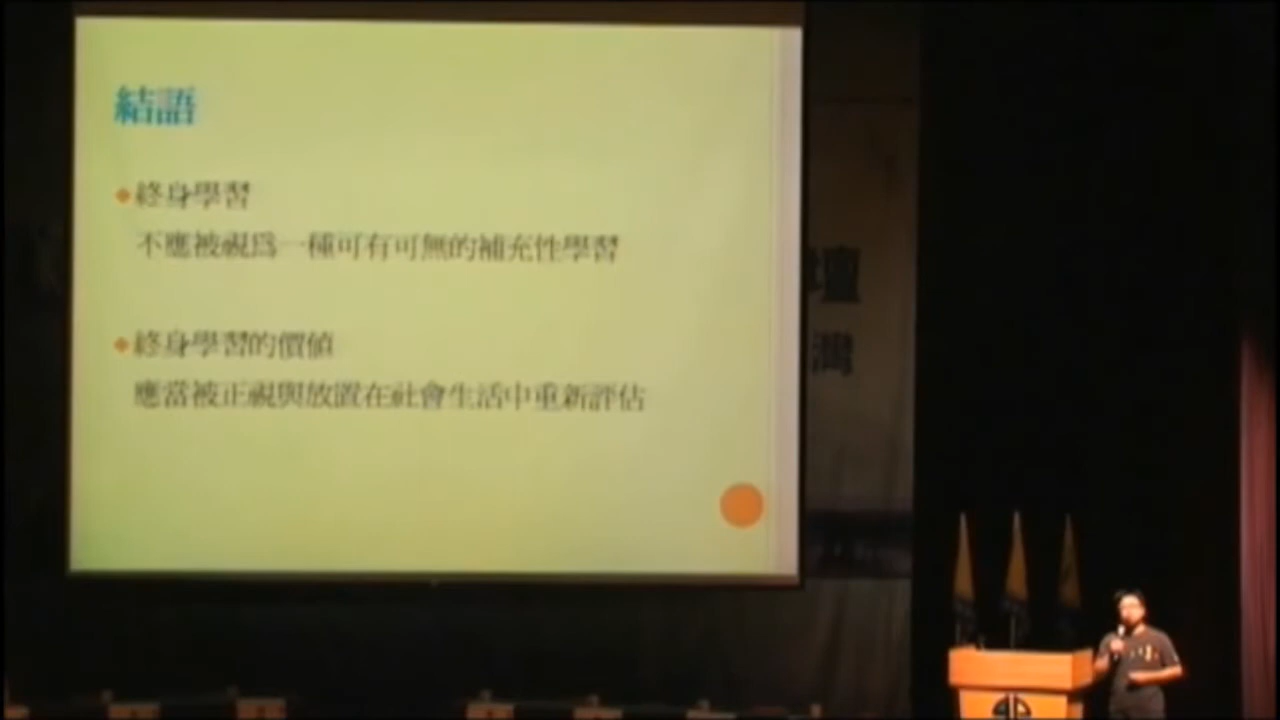 結語
終身學習
不應被視為一種可有可無的補充性學習
終身學習的價值
應當被正視與放置在社會生活中重新評估
壇
灣